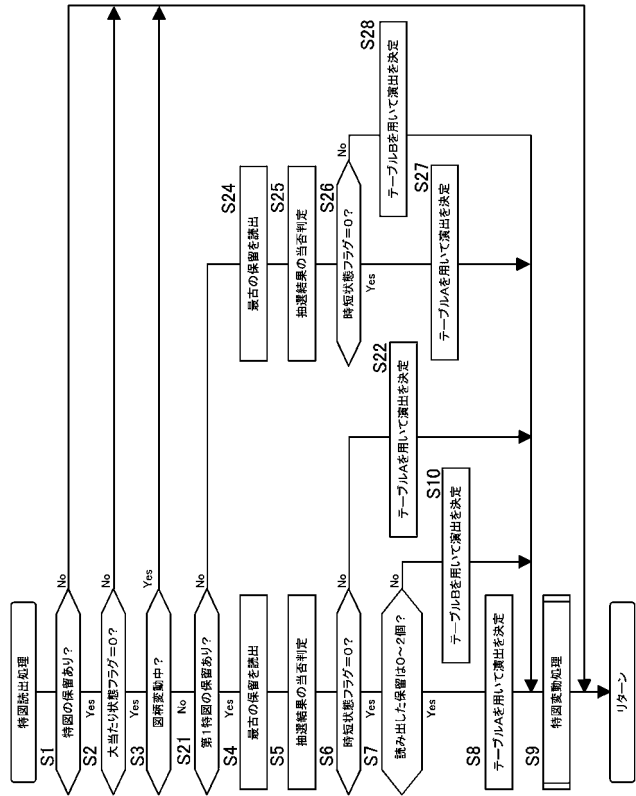 特図読出処理
S1
特図の保留あり?
No
Yes
S2
大当たり状態フラグ=0?
No
Yes
S3
図柄変動中?
Yes
No
S21
第1特図の保留あり?
No
Yes
S4
最古の保留を読出
S5
抽選結果の当否判定
S6
時短状態フラグ=0?
No
Yes
S7
読み出した保留は0~2個?
No
Yes
S8
テーブルAを用いて演出を決定
S10
テーブルBを用いて演出を決定
S22
テーブルAを用いて演出を決定
S24
最古の保留を読出
S25
抽選結果の当否判定
S26
時短状態フラグ=0?
No
Yes
S27
テーブルAを用いて演出を決定
S28
テーブルBを用いて演出を決定
S9
特図変動処理
リターン